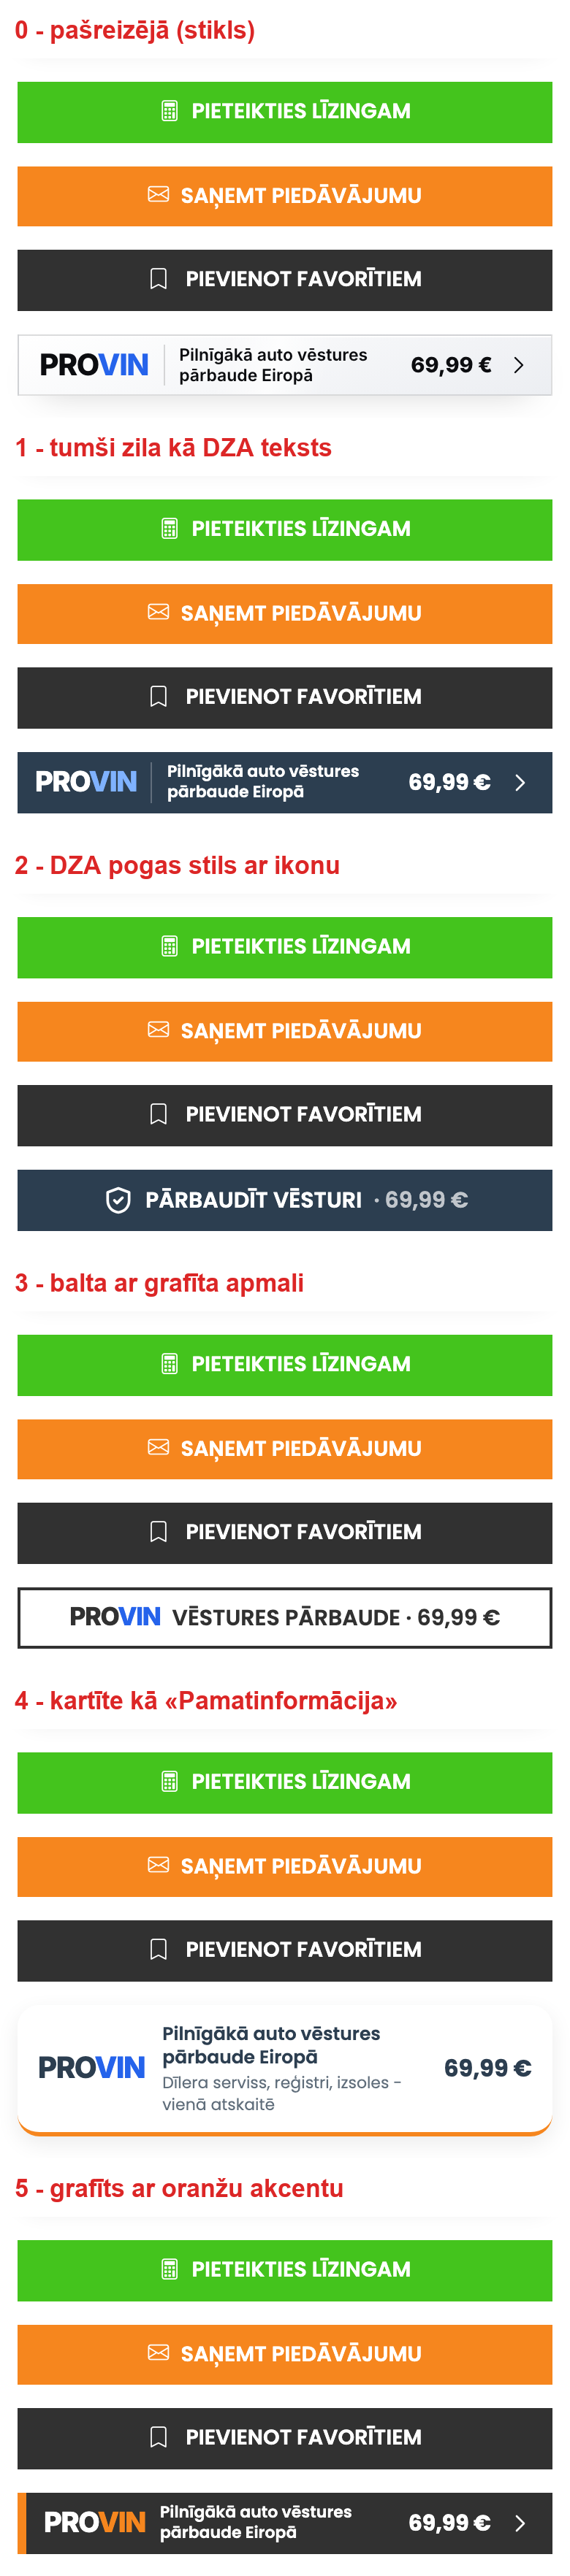 0 - pašreizējā (stikls)
PIETEIKTIES LĪZINGAM
SAŅEMT PIEDĀVĀJUMU
PIEVIENOT FAVORĪTIEM
PROVIN Pilnīgākā auto vēstures
pārbaude Eiropā 69,99 €
1 - tumši zila kā DZA teksts
PIETEIKTIES LĪZINGAM
SAŅEMT PIEDĀVĀJUMU
PIEVIENOT FAVORĪTIEM
PROVIN Pilnīgākā auto vēstures
pārbaude Eiropā 69,99 €
2 - DZA pogas stils ar ikonu
PIETEIKTIES LĪZINGAM
SAŅEMT PIEDĀVĀJUMU
PIEVIENOT FAVORĪTIEM
PĀRBAUDĪT VĒSTURI · 69,99 €
3 - balta ar grafīta apmali
PIETEIKTIES LĪZINGAM
SAŅEMT PIEDĀVĀJUMU
PIEVIENOT FAVORĪTIEM
PROVIN VĒSTURES PĀRBAUDE · 69,99 €
4 - kartīte kā «Pamatinformācija»
PIETEIKTIES LĪZINGAM
SAŅEMT PIEDĀVĀJUMU
PIEVIENOT FAVORĪTIEM
Pilnīgākā auto vēstures
pārbaude Eiropā
PROVIN 69,99 €
Dīlera serviss, reģistri, izsoles -
vienā atskaitē
5 - grafīts ar oranžu akcentu
PIETEIKTIES LĪZINGAM
SAŅEMT PIEDĀVĀJUMU
PIEVIENOT FAVORĪTIEM
PROVIN Pilnīgākā auto vēstures
pārbaude Eiropā 69,99 €